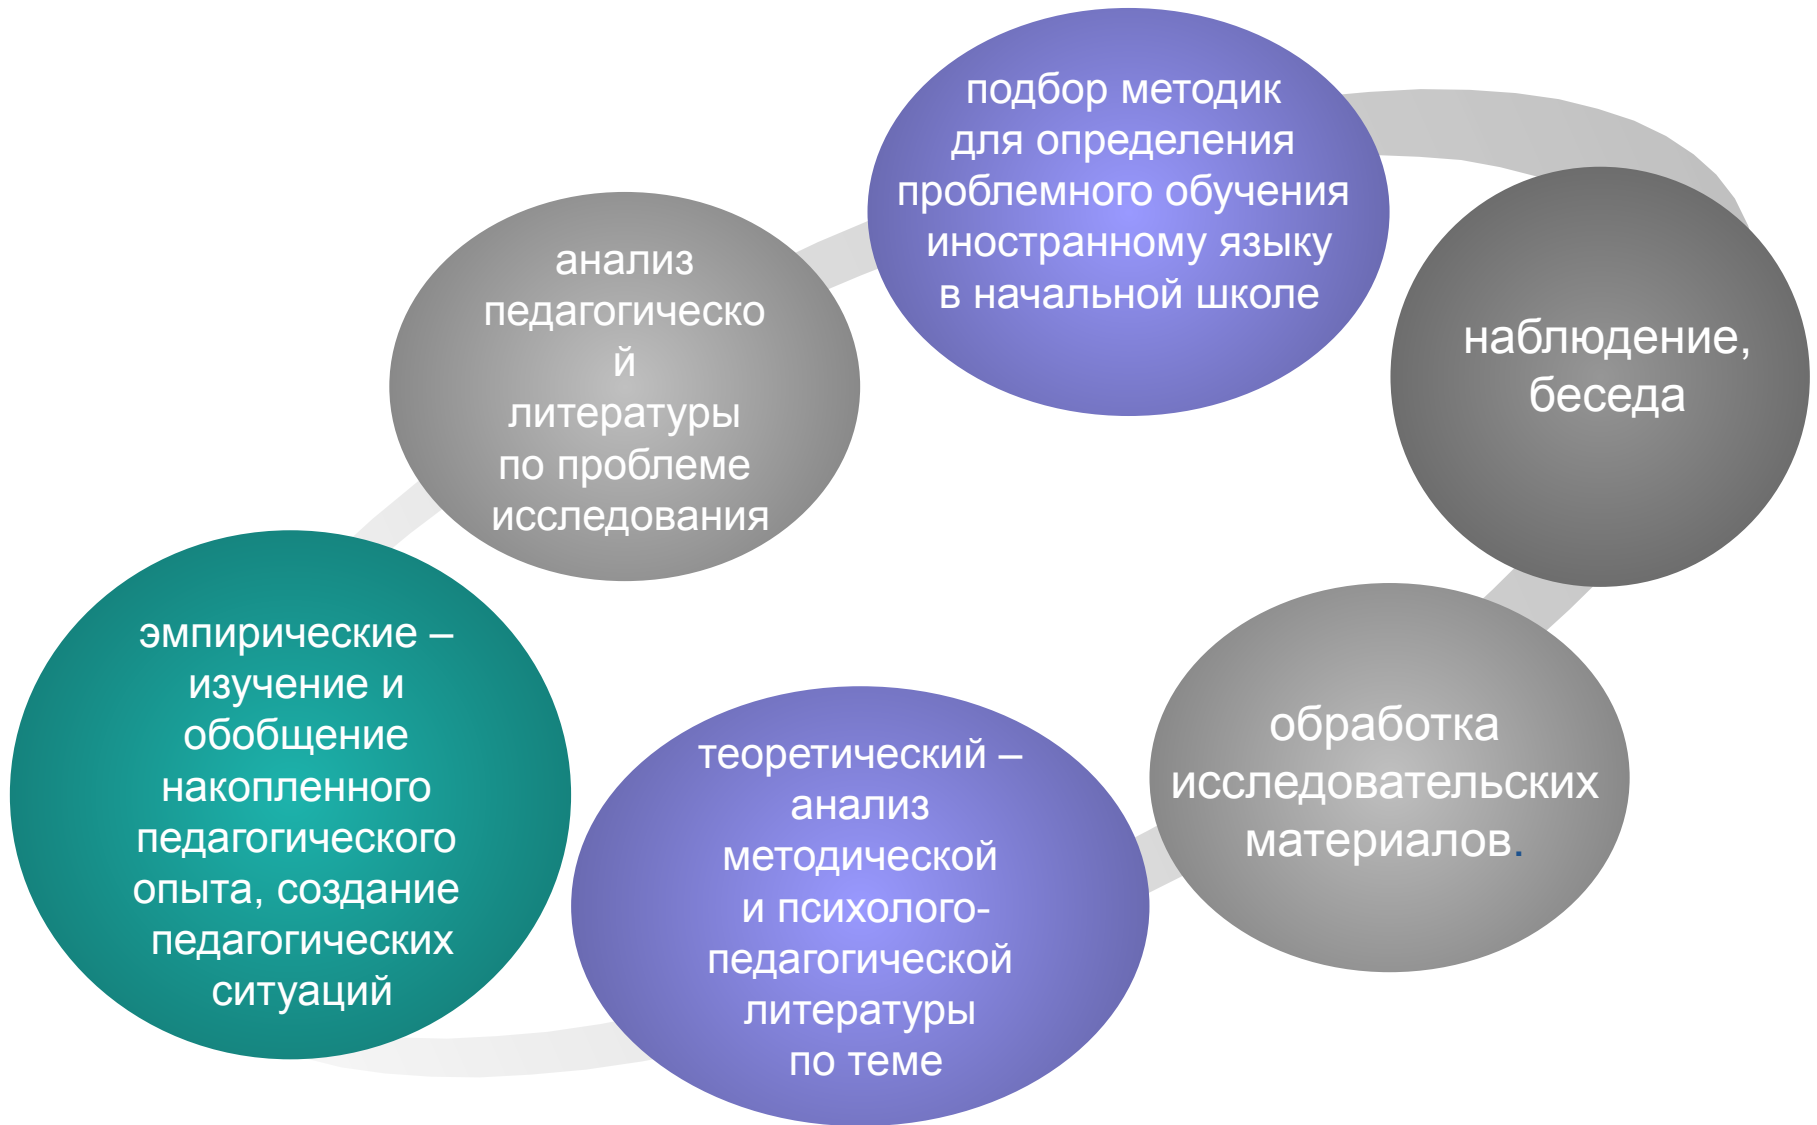 подбор методик
для определения
проблемного обучения
иностранному языку
в начальной школе
анализ
педагогическо
й
литературы
по проблеме
исследования
наблюдение,
беседа
эмпирические –
изучение и
обобщение
накопленного
педагогического
опыта, создание
педагогических
ситуаций
теоретический –
анализ
методической
и психолого-
педагогической
литературы
по теме
обработка
исследовательских
материалов.